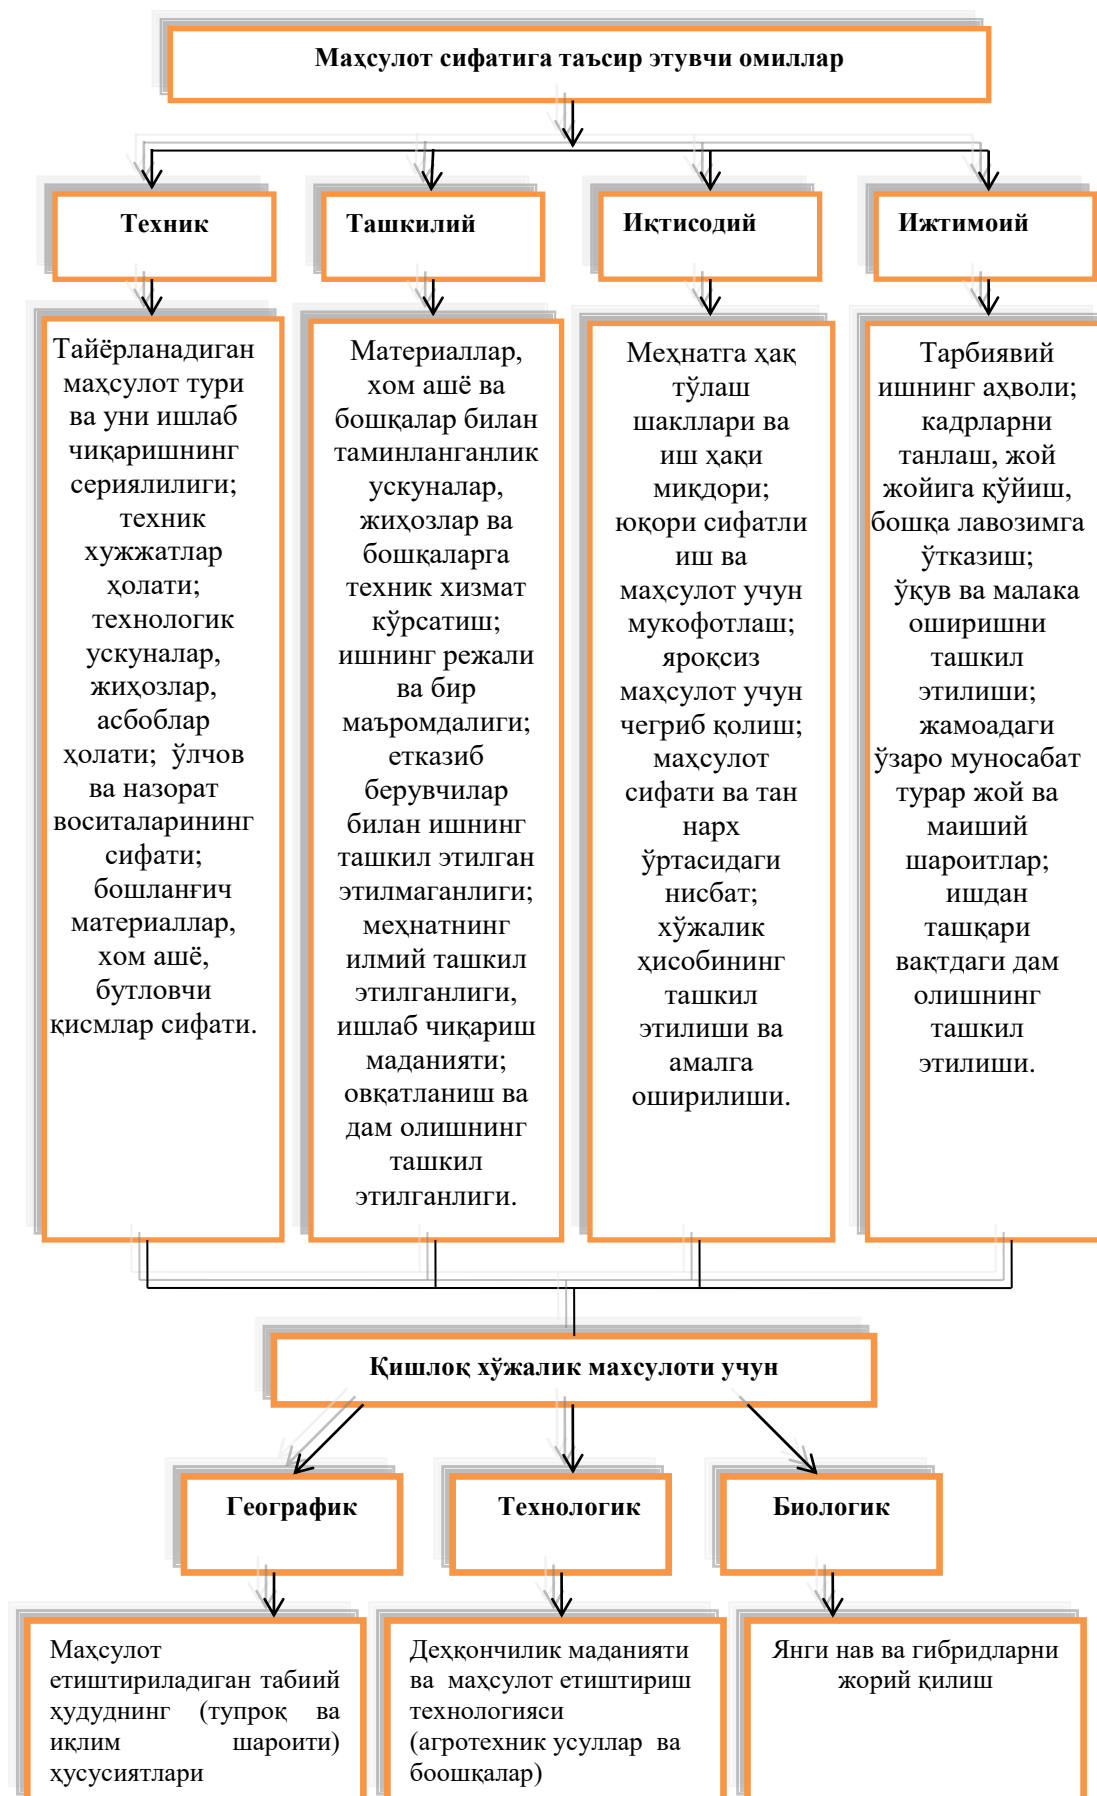 Маҳсулот сифатига таъсир этувчи омиллар
Техник
Ташкилий
Иқтисодий
Ижтимоий
Тайёрланадиган
маҳсулот тури
ва уни ишлаб
чиқаришнинг
сериялилиги;
техник
хужжатлар
ҳолати;
технологик
ускуналар,
жиҳозлар,
асбоблар
ҳолати; ўлчов
ва назорат
воситаларининг
сифати;
бошланғич
материаллар,
хом ашё,
бутловчи
қисмлар сифати.
Материаллар,
хом ашё ва
бошқалар билан
таминланганлик
ускуналар,
жиҳозлар ва
бошқаларга
техник хизмат
кўрсатиш;
ишнинг режали
ва бир
маъромдалиги;
етказиб
берувчилар
билан ишнинг
ташкил этилган
этилмаганлиги;
меҳнатнинг
илмий ташкил
этилганлиги,
ишлаб чиқариш
маданияти;
овқатланиш ва
дам олишнинг
ташкил
этилганлиги.
Меҳнатга ҳақ
тўлаш
шакллари ва
иш ҳақи
миқдори;
юқори сифатли
иш ва
маҳсулот учун
мукофотлаш;
яроқсиз
маҳсулот учун
чегриб қолиш;
маҳсулот
сифати ва тан
нарх
ўртасидаги
нисбат;
хўжалик
ҳисобининг
ташкил
этилиши ва
амалга
оширилиши.
Тарбиявий
ишнинг аҳволи;
кадрларни
танлаш, жой
жойига қўйиш,
бошқа лавозимга
ўтказиш;
ўқув ва малака
оширишни
ташкил
этилиши;
жамоадаги
ўзаро муносабат
турар жой ва
маиший
шароитлар;
ишдан
ташқари
вақтдаги дам
олишнинг
ташкил
этилиши.
Қишлоқ хўжалик махсулоти учун
Географик
Технологик
Биологик
Маҳсулот
етиштириладиган табиий
ҳудуднинг (тупроқ ва
иқлим шароити)
ҳусусиятлари
Деҳқончилик маданияти
ва маҳсулот етиштириш
технологияси
(агротехник усуллар ва
боошқалар)
Янги нав ва гибридларни
жорий қилиш